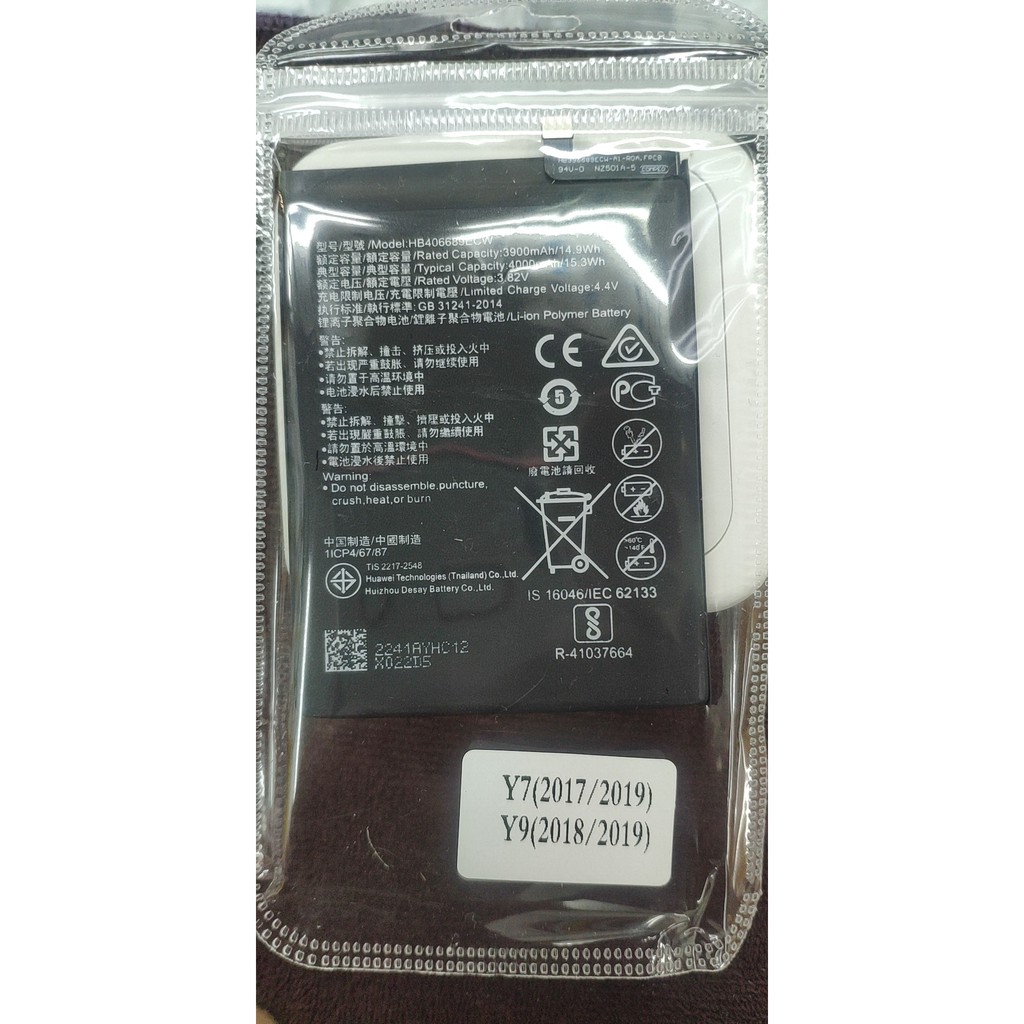 94V-0 NZ501A-5 COMPEQ
型号/型號/Model:HB406689ECW
额定容量/額定容量/Rated Capacity:3900mAh/14.9Wh
典型容量/典型容量/Typical Capacity:4000mAh/15.3Wh
额定电压/額定電壓/Rated Voltage:3.82V
充电限制电压/充電限制電壓/Limited Charge Voltage:4.4V
执行标准/執行標準: GB 31241-2014
锂离子聚合物电池/鋰離子聚合物電池/Li-ion Polymer Battery
警告:
•禁止拆解、撞击、挤压或投入火中
•若出现严重鼓胀、请勿继续使用
•请勿置于高温环境中
•电池浸水后禁止使用
警告:
•禁止拆解、撞擊、擠壓或投入火中
•若出現嚴重鼓脹、請勿繼續使用
•請勿置於高溫環境中
•電池浸水後禁止使用
Warning:
• Do not disassemble,puncture,
crush,heat,or burn
CE
5
PCT
廢電池請回收
>60°C
~140°F
中国制造/中國製造
1ICP4/67/87
TIS 2217-2548
Huawei Technologies (Tnailand) Co.,Ltd.
Huizhou Desay Battery Co.,Ltd.
IS 16046/IEC 62133
R-41037664
2241AYHC12
X022D5
Y7(2017/2019)
Y9(2018/2019)